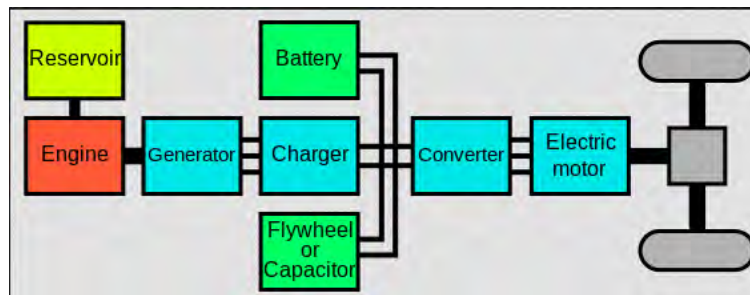 Reservoir
Battery
Engine
Generator
Charger
Converter
Electric
motor
Flywheel
or
Capacitor